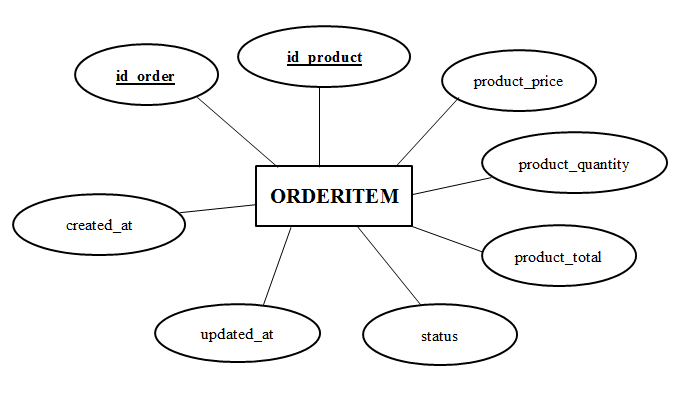 id_product
id_order
product_price
product_quantity
ORDERITEM
created_at
product_total
updated_at
status